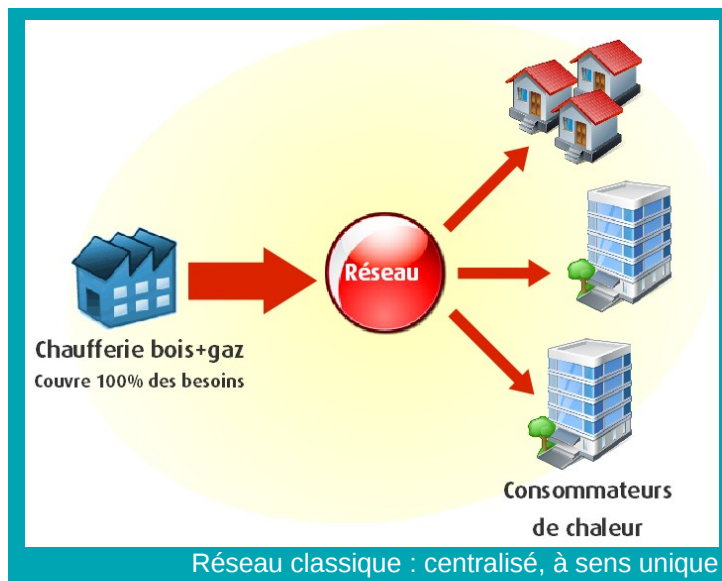 Réseau
Chaufferie bois+gaz
Couvre 100% des besoins
Consommateurs
de chaleur
Réseau classique : centralisé, à sens unique